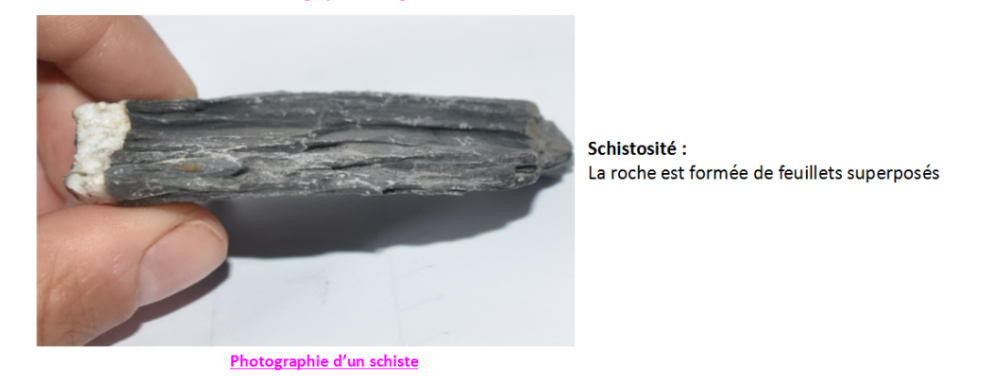 Schistosité :
La roche est formée de feuillets superposés
Photographie d'un schiste